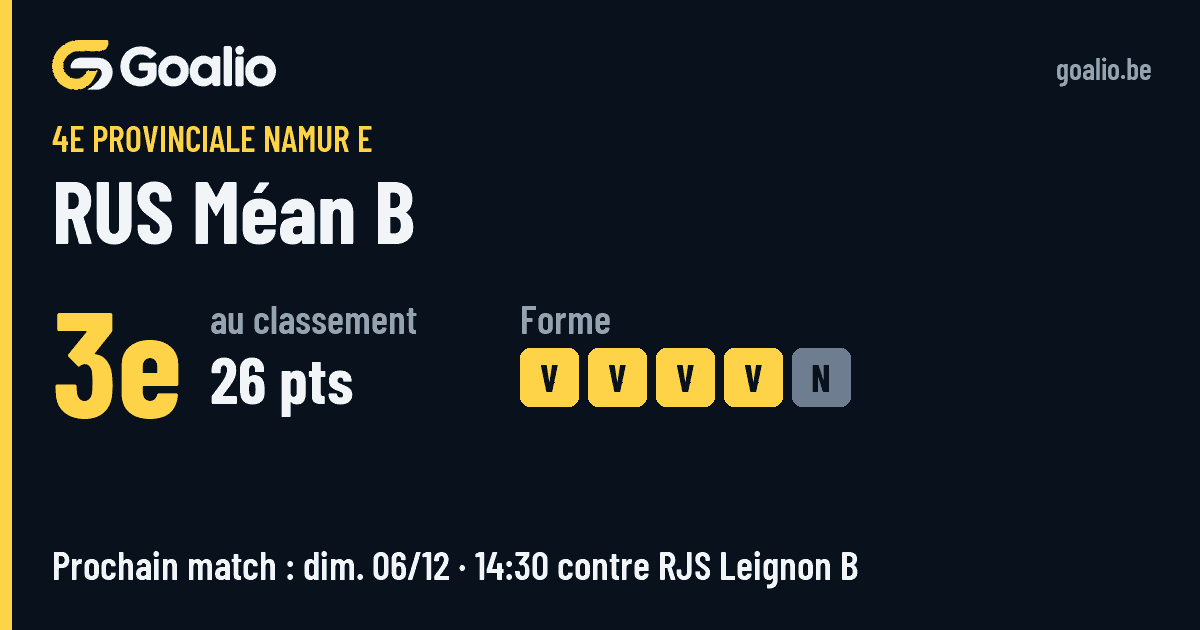 Goalio
goalio.be
4E PROVINCIALE NAMUR E
RUS Méan B
3e
au classement
26 pts
Forme
V V V V N
Prochain match : dim. 06/12 · 14:30 contre RJS Leignon B